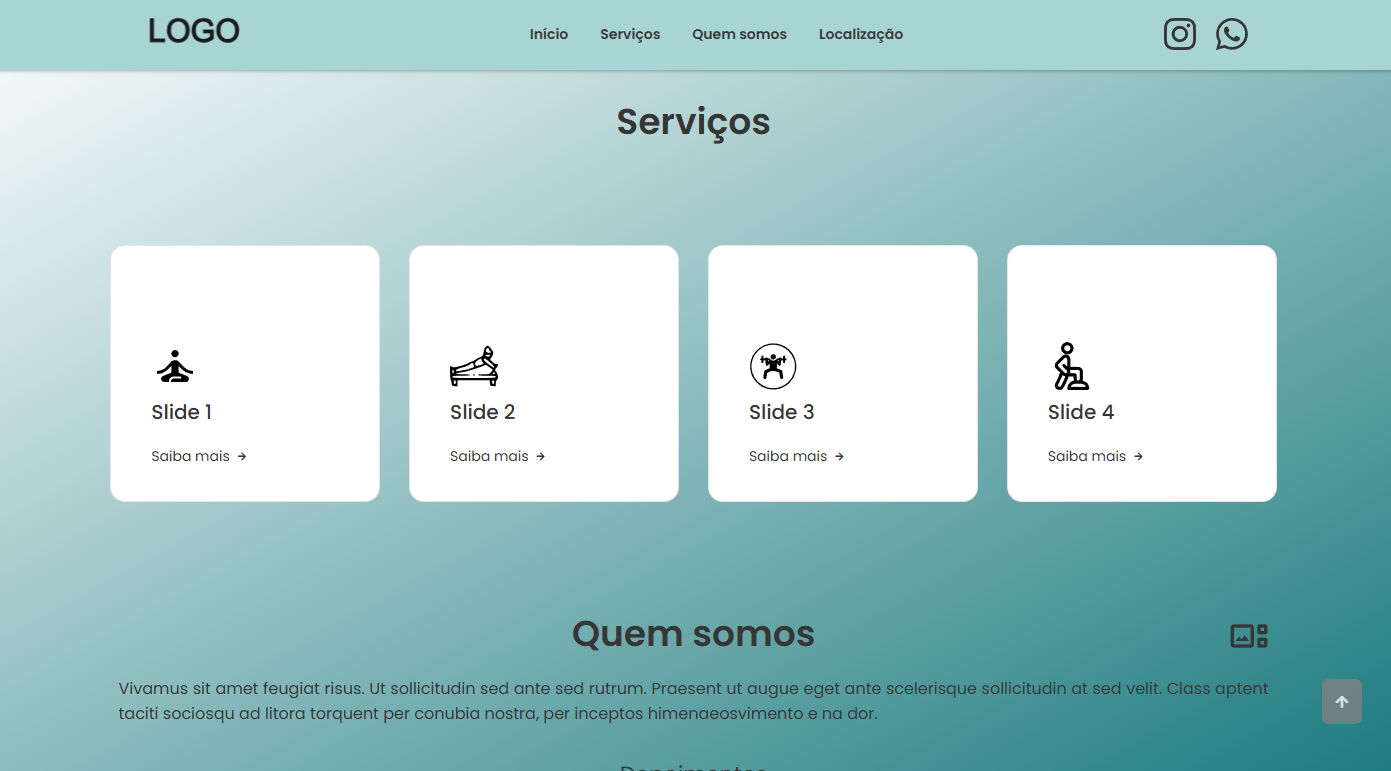 LOGO
Início Serviços Quem somos Localização
Serviços
Slide 1
Saiba mais →
Slide 2
Saiba mais →
Slide 3
Saiba mais →
Slide 4
Saiba mais →
Quem somos
Vivamus sit amet feugiat risus. Ut sollicitudin sed ante sed rutrum. Praesent ut augue eget ante scelerisque sollicitudin at sed velit. Class aptent
taciti sociosqu ad litora torquent per conubia nostra, per inceptos himenaeosvimento e na dor.